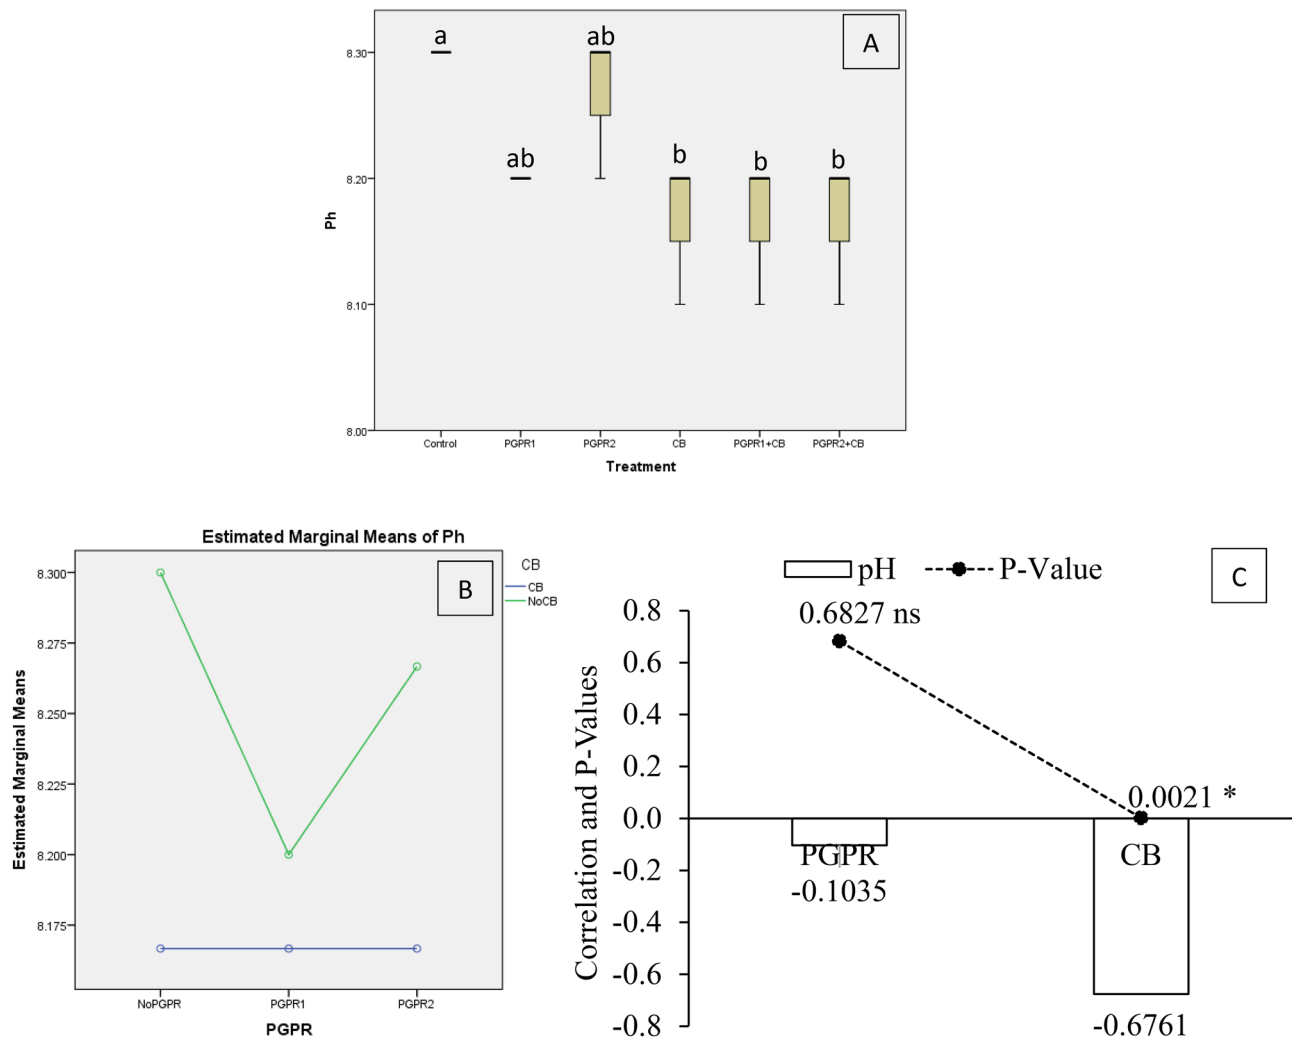 A
a
ab
ab
b
b
b
8.30
8.20
8.10
8.00
Ph
Control
PGPR1
PGPR2
CB
PGPR1+CB
PGPR2+CB
Treatment
Estimated Marginal Means of Ph
B
CB
CB
NoCB
8.300
8.275
8.250
8.225
8.200
8.175
Estimated Marginal Means
NoPGPR
PGPR1
PGPR2
PGPR
C
pH
P-Value
0.8
0.6
0.4
0.2
0.0
-0.2
-0.4
-0.6
-0.8
Correlation and P-Values
0.6827 ns
0.0021 *
PGPR
CB
-0.1035
-0.6761